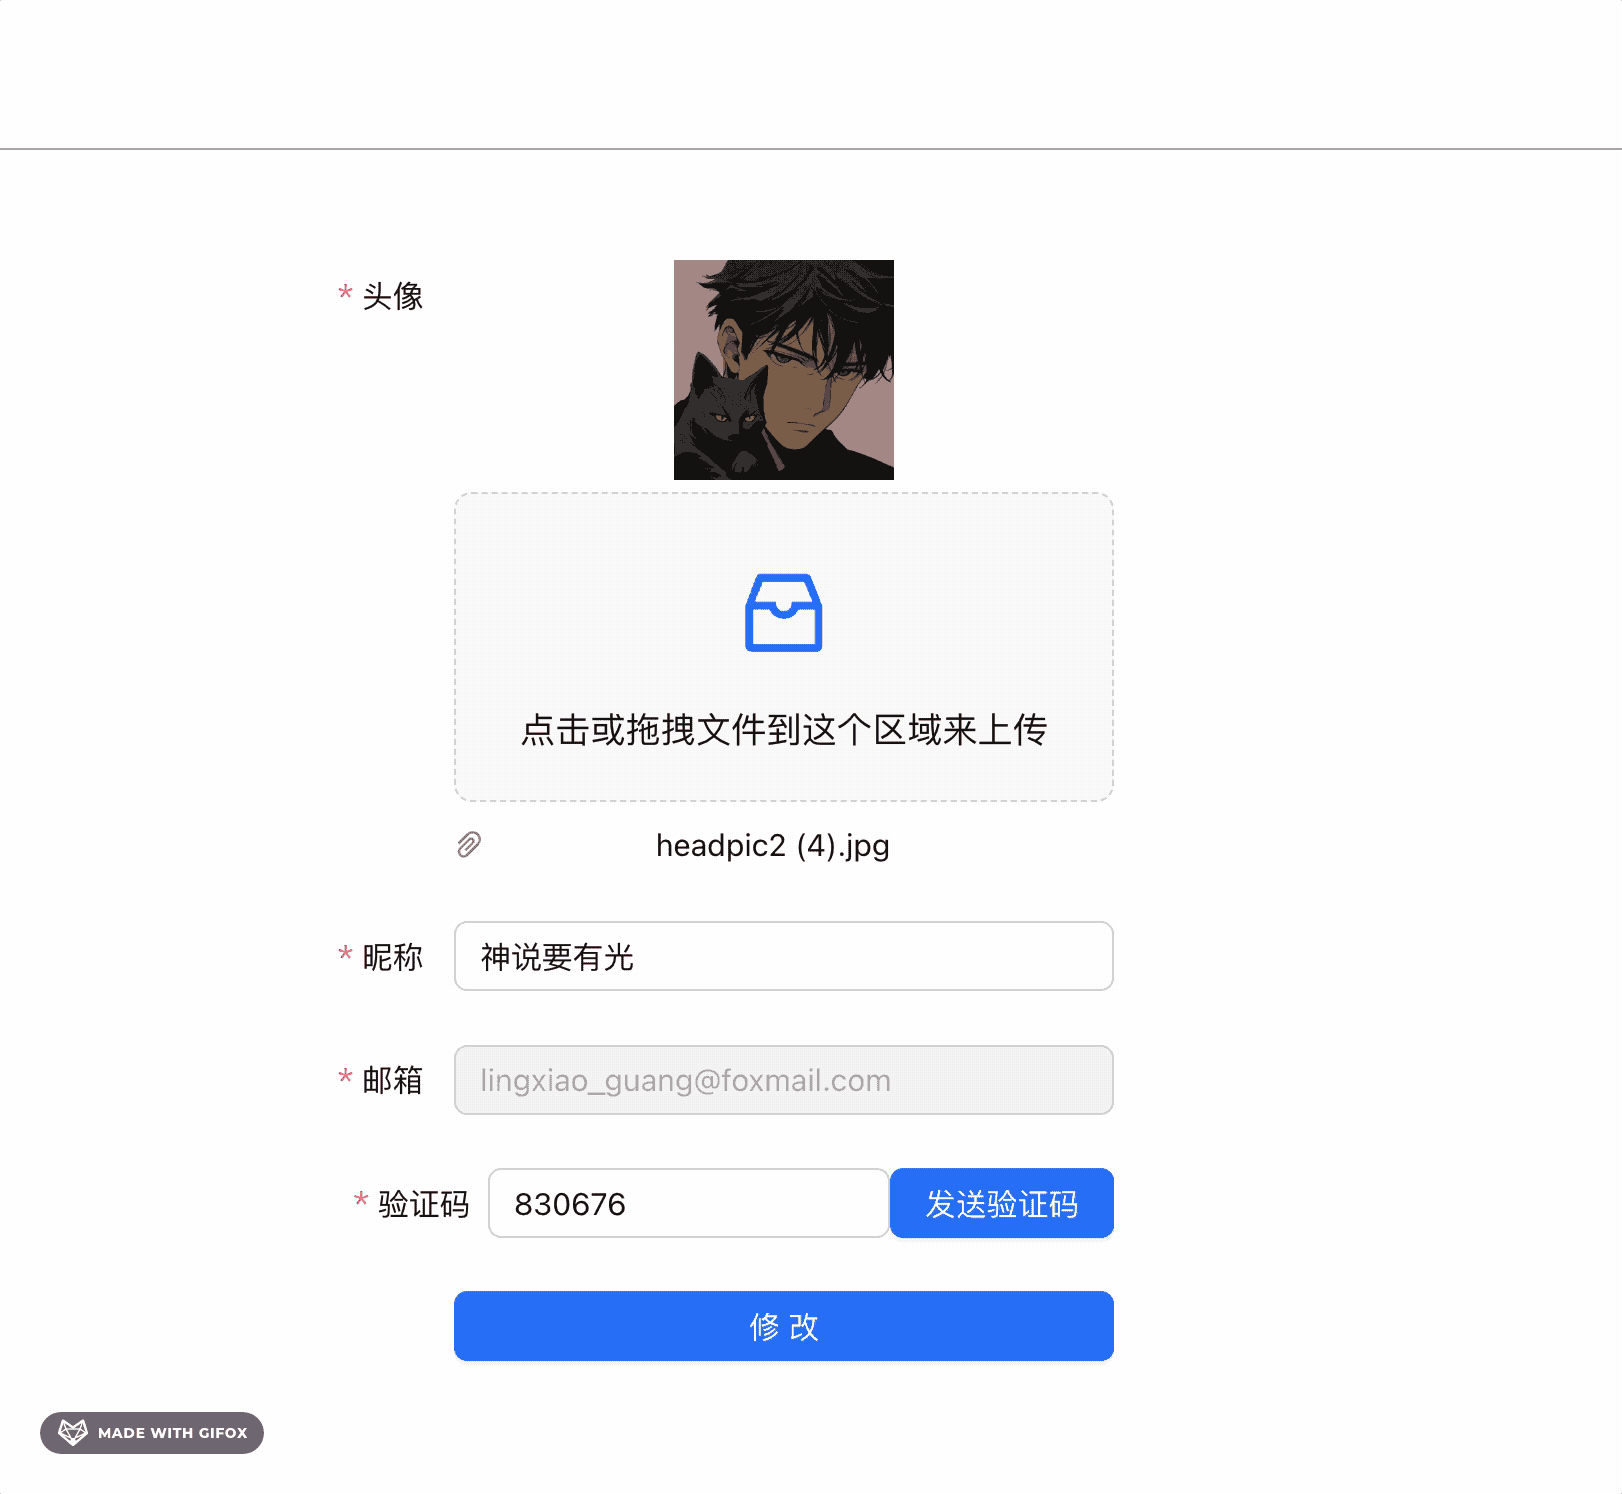 * 头像
点击或拖拽文件到这个区域来上传
headpic2 (4).jpg
* 昵称 神说要有光
* 邮箱 lingxiao_guang@foxmail.com
* 验证码 830676 发送验证码
修 改
MADE WITH GIFOX